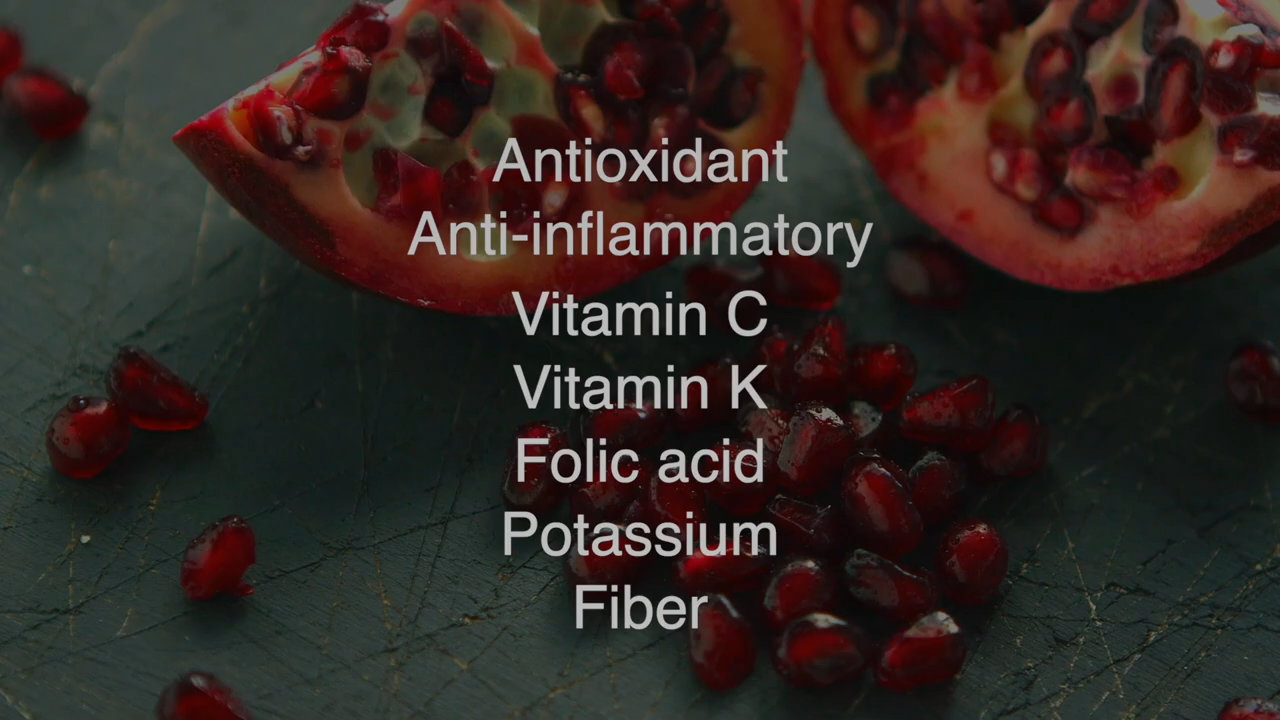 Antioxidant
Anti-inflammatory
Vitamin C
Vitamin K
Folic acid
Potassium
Fiber